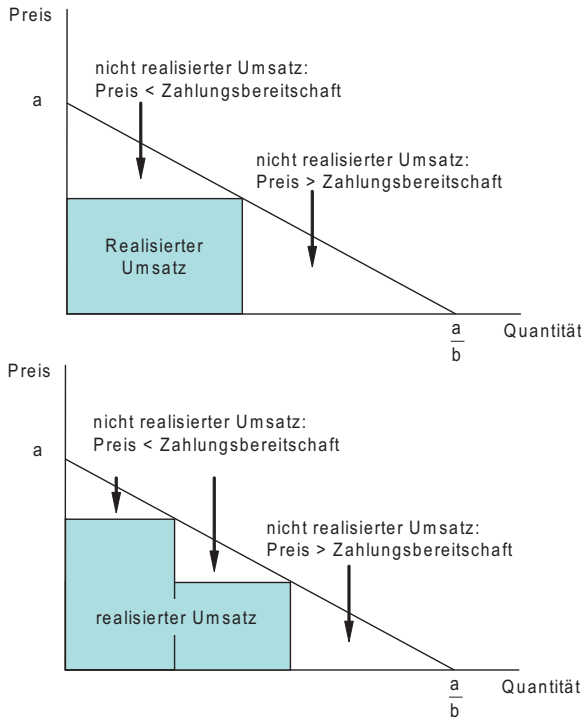 Preis
nicht realisierter Umsatz:
Preis < Zahlungsbereitschaft
a
nicht realisierter Umsatz:
Preis > Zahlungsbereitschaft
Realisierter
Umsatz
a
b
Quantität
Preis
nicht realisierter Umsatz:
Preis < Zahlungsbereitschaft
a
nicht realisierter Umsatz:
Preis > Zahlungsbereitschaft
realisierter Umsatz
a
b
Quantität